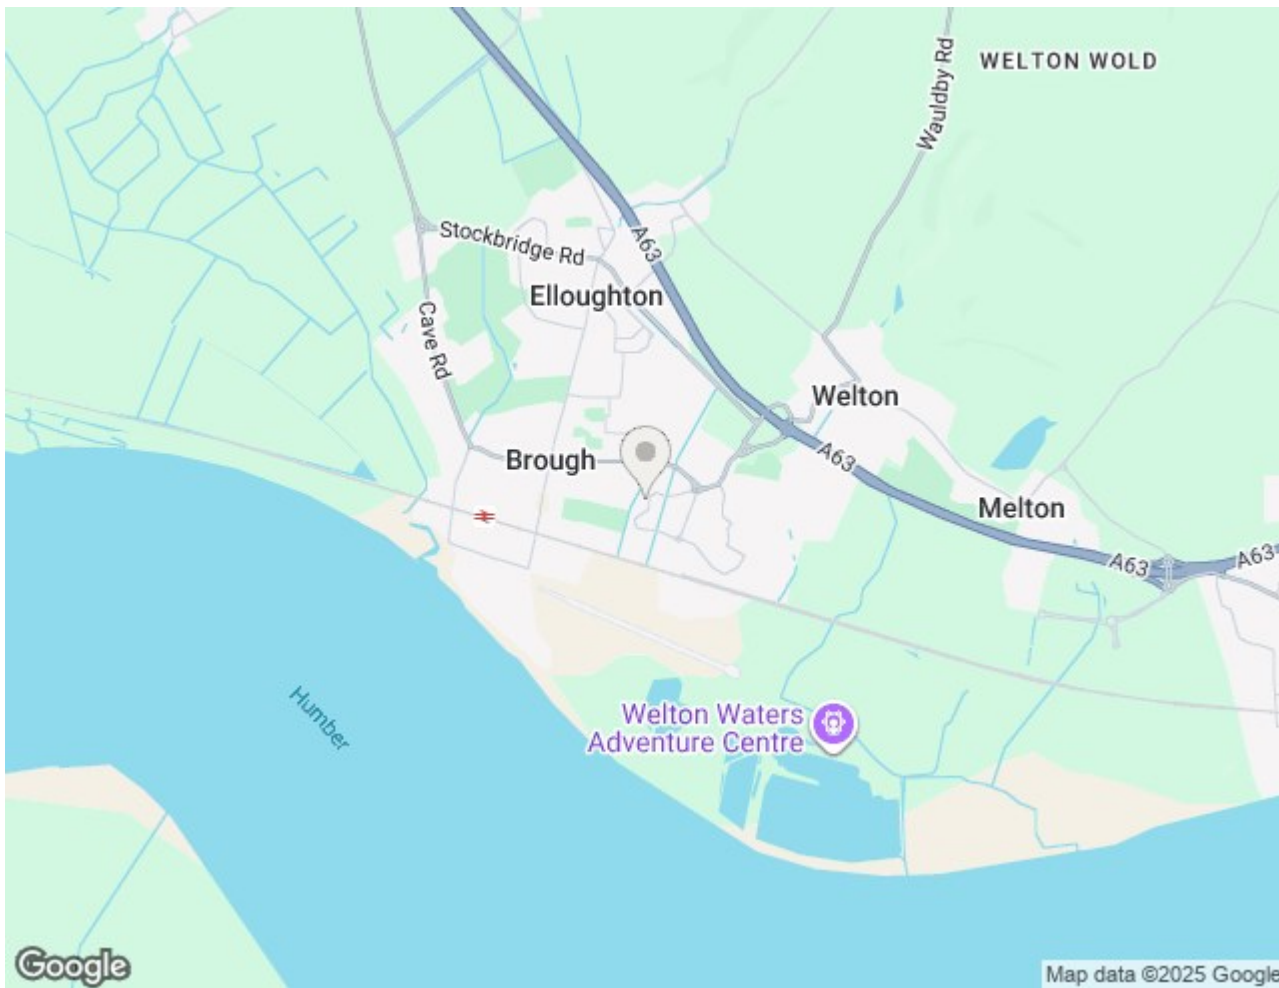 WELTON WOLD
Wauldby Rd
Stockbridge Rd
A63
Elloughton
Cave Rd
Welton
A63
Brough
Melton
A63
A63
Humber
Welton Waters
Adventure Centre
Google
Map data ©2025 Google